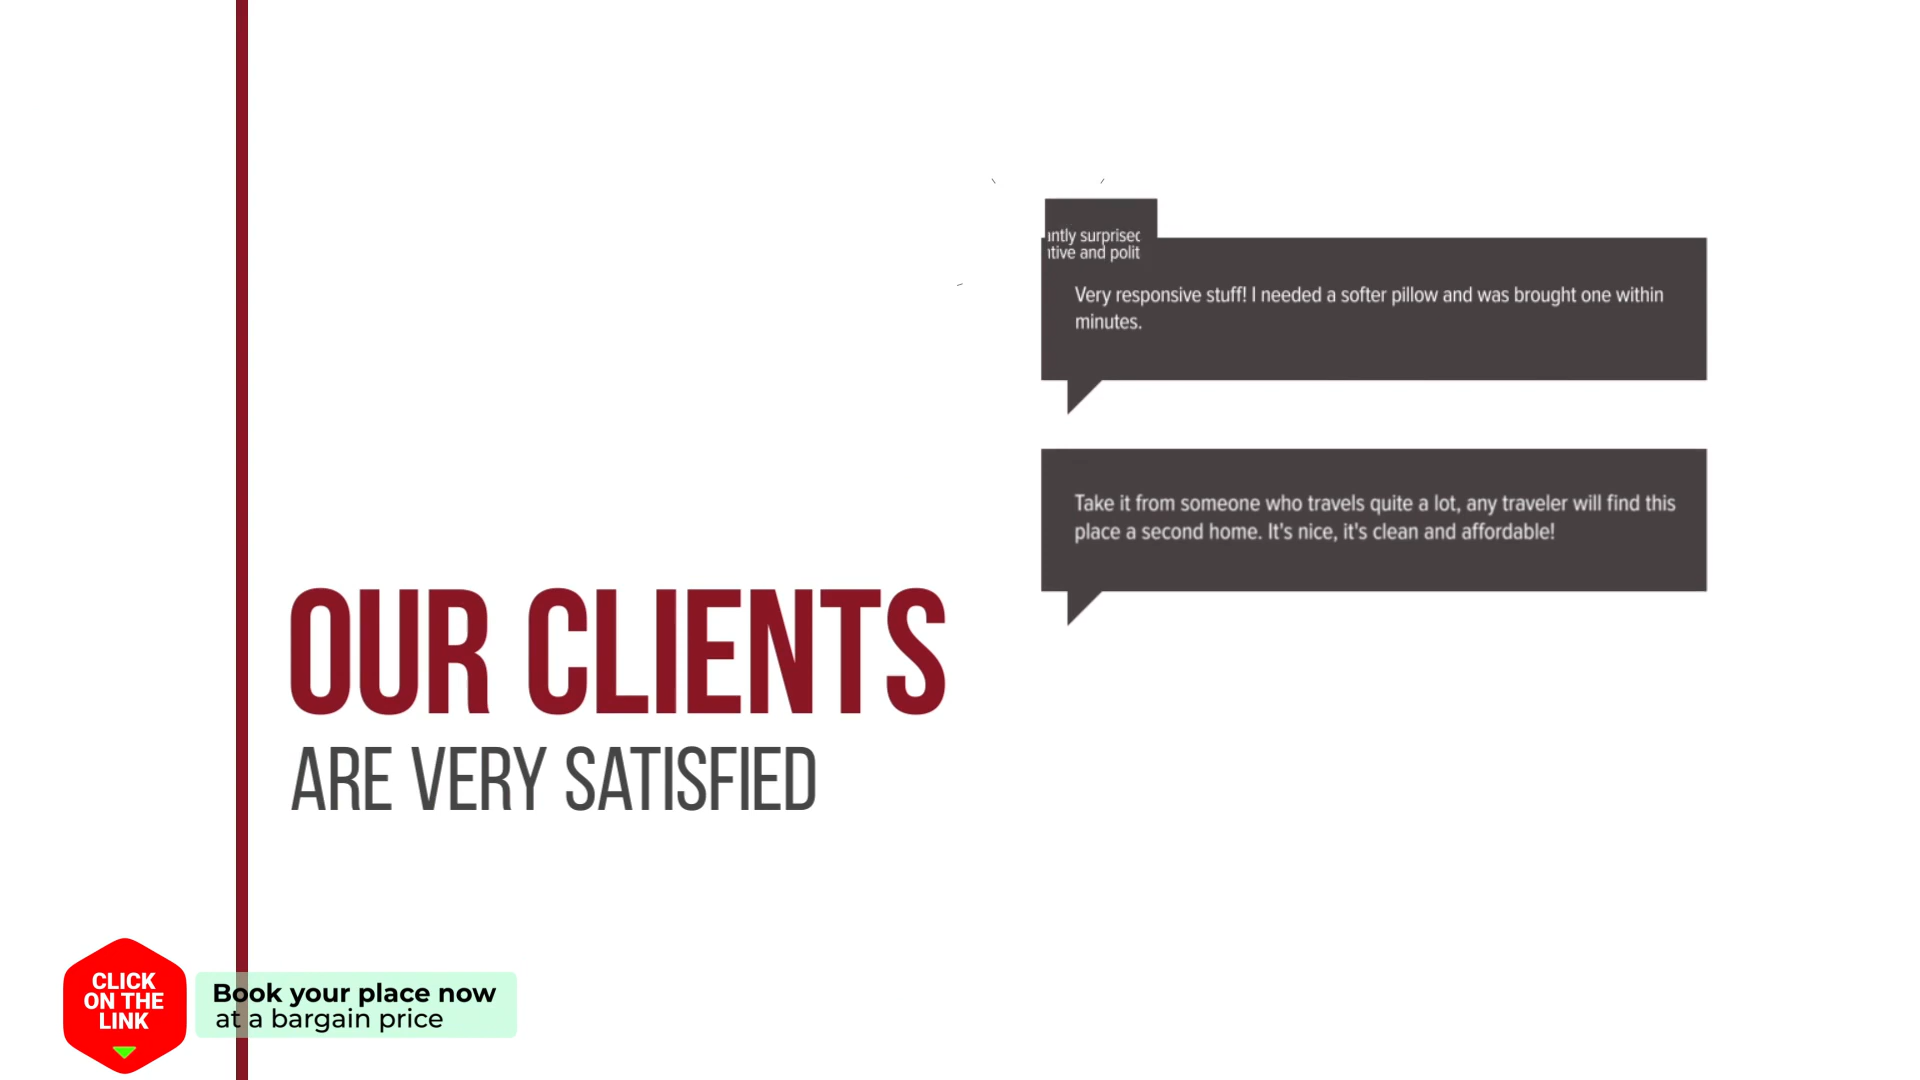 surprised
and
Very responsive stuff! I needed a softer pillow and was brought one within
minutes.
Take it from someone who travels quite a lot, any traveler will find this
place a second home. It's nice, it's clean and affordable!
OUR CLIENTS
ARE VERY SATISFIED
CLICK
ON THE
LINK
Book your place now
at a bargain price